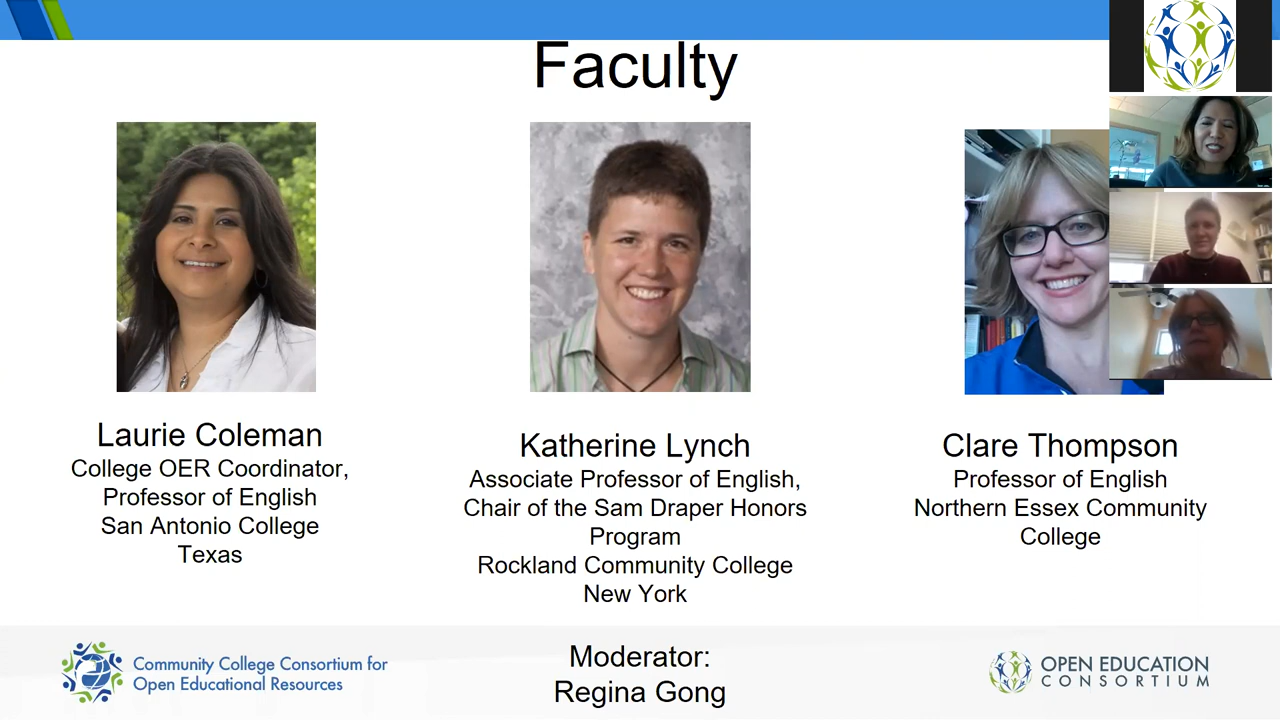 Faculty
Laurie Coleman
College OER Coordinator,
Professor of English
San Antonio College
Texas
Katherine Lynch
Associate Professor of English,
Chair of the Sam Draper Honors
Program
Rockland Community College
New York
Clare Thompson
Professor of English
Northern Essex Community
College
Community College Consortium for
Open Educational Resources
Moderator:
Regina Gong
OPEN EDUCATION
CONSORTIUM